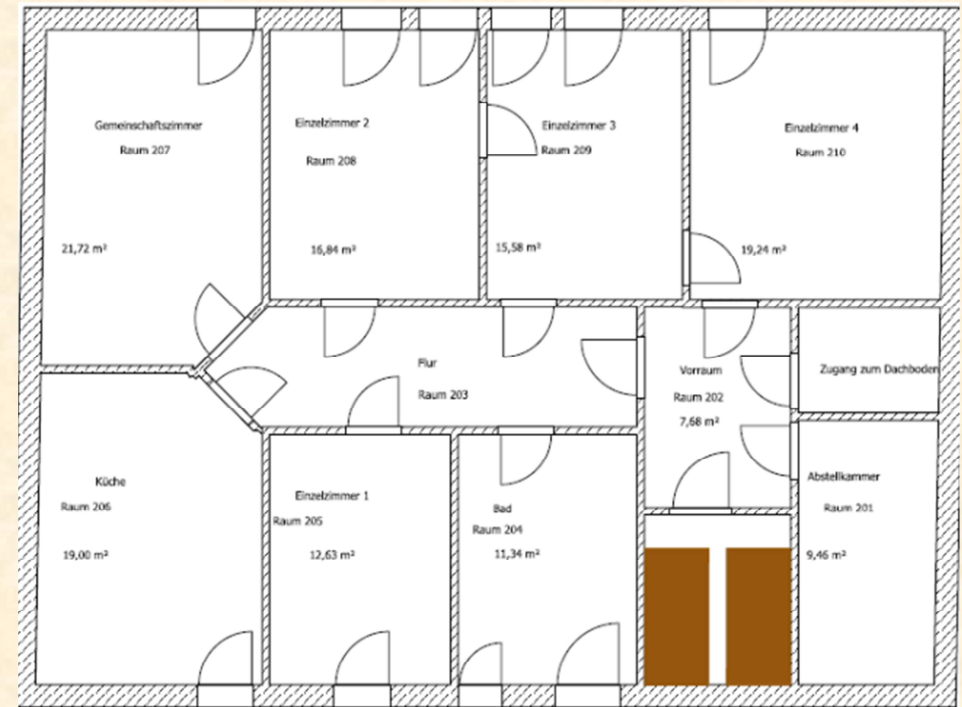 Gemeinschaftszimmer
Raum 207
21,72 m²
Einzelzimmer 2
Raum 208
16,84 m²
Einzelzimmer 3
Raum 209
15,58 m²
Einzelzimmer 4
Raum 210
19,24 m²
Flur
Raum 203
Vorraum
Raum 202
7,68 m²
Zugang zum Dachboden
Küche
Raum 206
19,00 m²
Einzelzimmer 1
Raum 205
12,63 m²
Bad
Raum 204
11,34 m²
Abstellkammer
Raum 201
9,46 m²